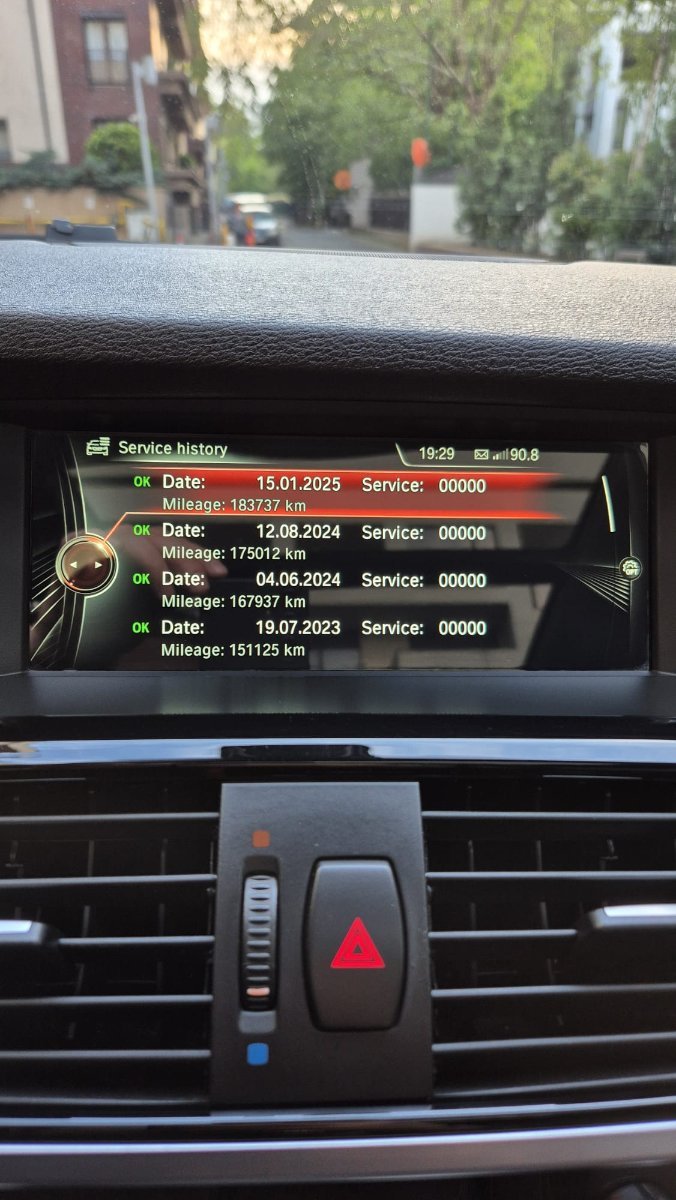 Service history 19:29 90.8
OK Date: 15.01.2025 Service: 00000
Mileage: 183737 km
OK Date: 12.08.2024 Service: 00000
Mileage: 175012 km
OK Date: 04.06.2024 Service: 00000
Mileage: 167937 km
OK Date: 19.07.2023 Service: 00000
Mileage: 151125 km